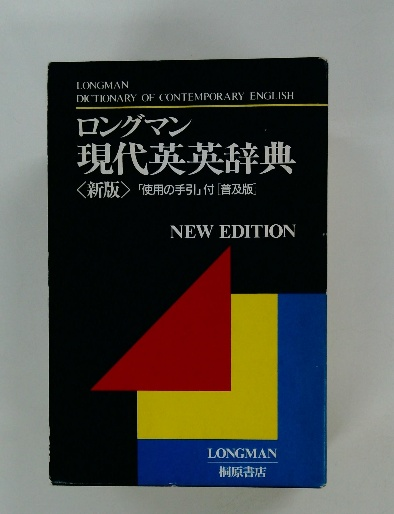 LONGMAN
DICTIONARY OF CONTEMPORARY ENGLISH
ロングマン
現代英英辞典
〈新版〉「使用の手引」付[普及版]
NEW EDITION
LONGMAN
桐原書店